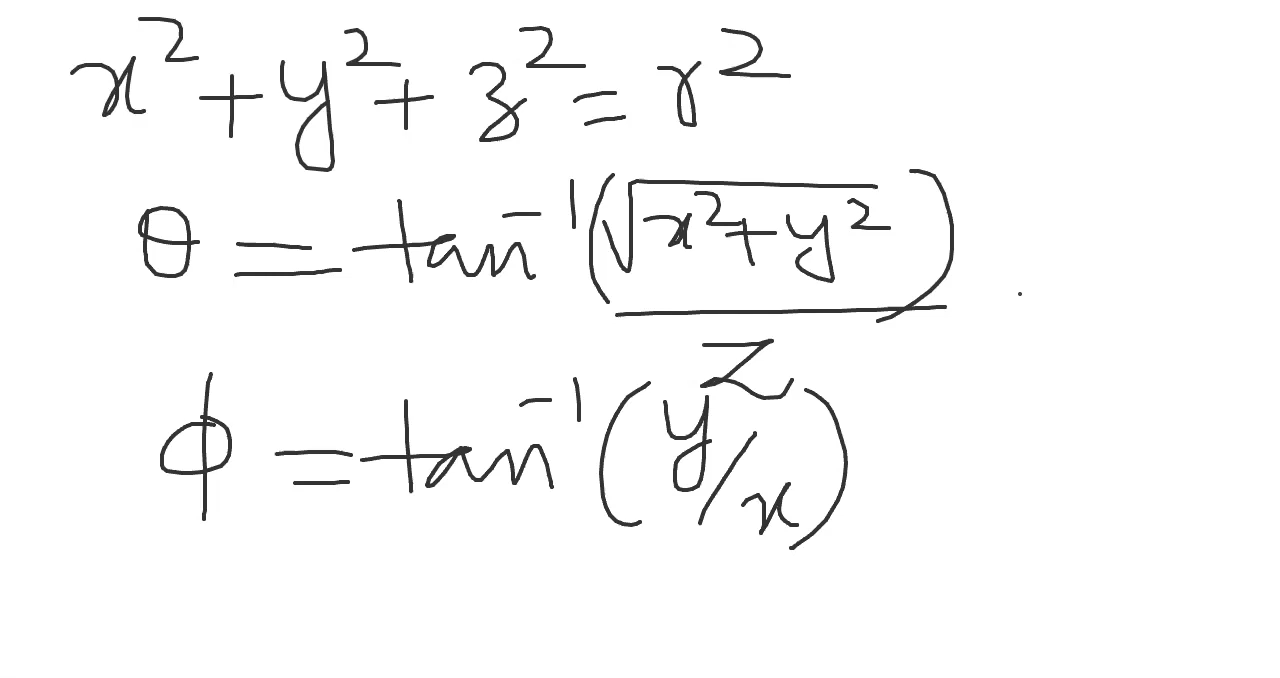 x² + y² + z² = r²
θ = tan⁻¹(√(x² + y²)/z)
ϕ = tan⁻¹(y/x)